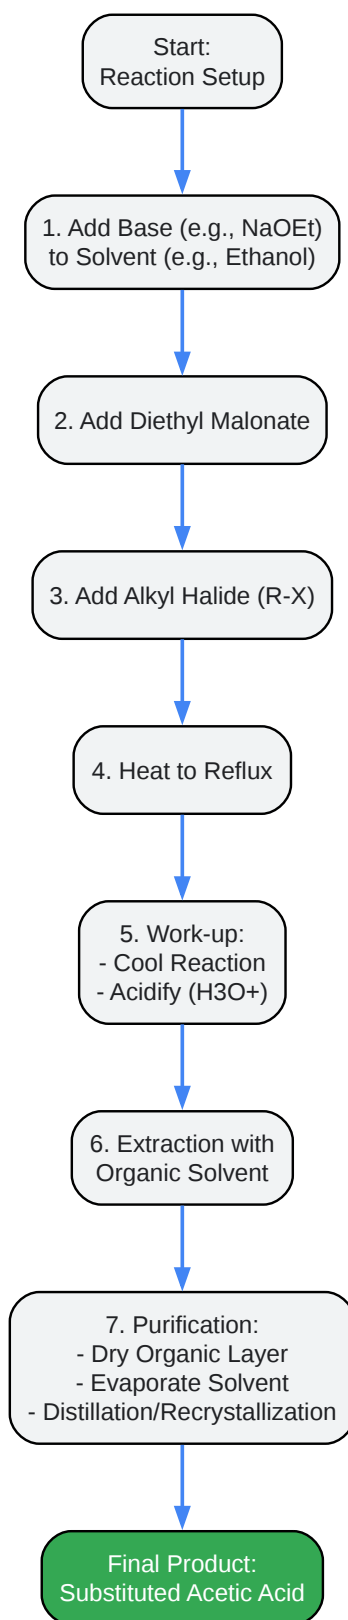 Start:
Reaction Setup
1. Add Base (e.g., NaOEt)
to Solvent (e.g., Ethanol)
2. Add Diethyl Malonate
3. Add Alkyl Halide (R-X)
4. Heat to Reflux
5. Work-up:
- Cool Reaction
- Acidify (H3O+)
6. Extraction with
Organic Solvent
7. Purification:
- Dry Organic Layer
- Evaporate Solvent
- Distillation/Recrystallization
Final Product:
Substituted Acetic Acid